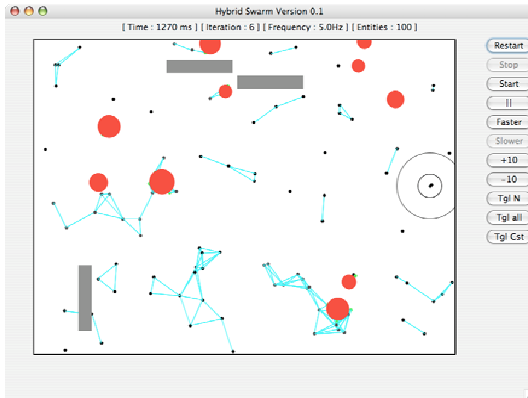 Hybrid Swarm Version 0.1
[ Time : 1270 ms ] [ Iteration : 6 ] [ Frequency : 5.0Hz ] [ Entities : 100 ]
Restart
Stop
Start
|||
Faster
Slower
+10
-10
Tgl N
Tgl all
Tgl Cst